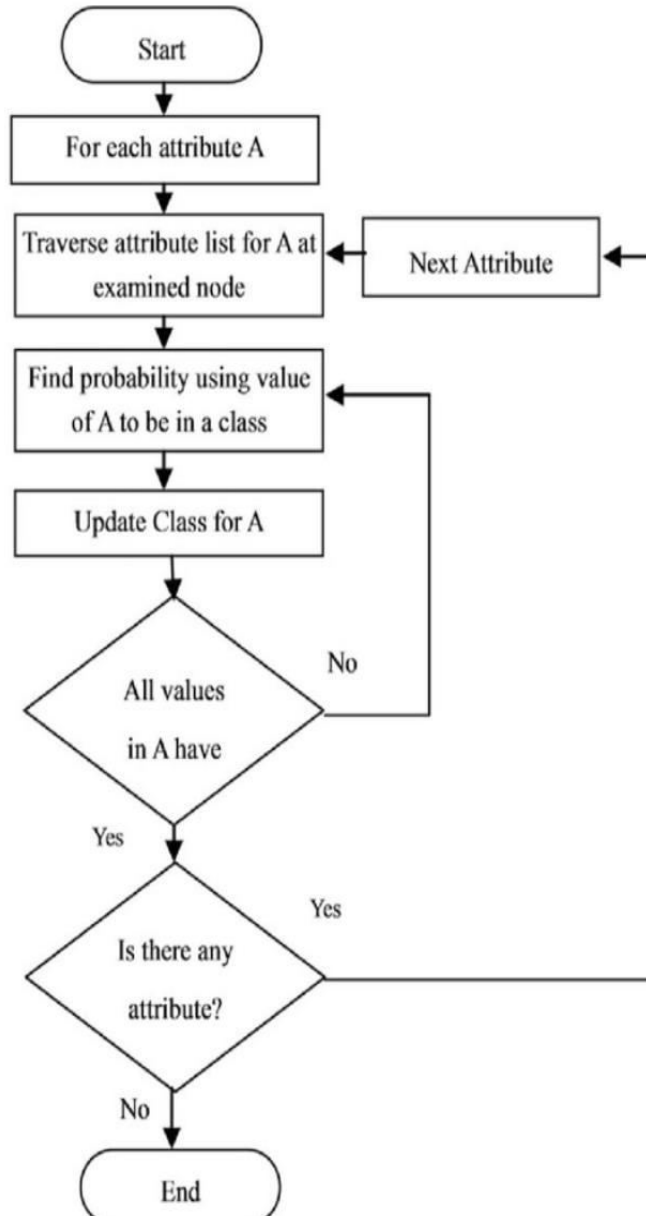 Start
For each attribute A
Traverse attribute list for A at
examined node
Next Attribute
Find probability using value
of A to be in a class
Update Class for A
All values
in A have
No
Yes
Is there any
attribute?
Yes
No
End